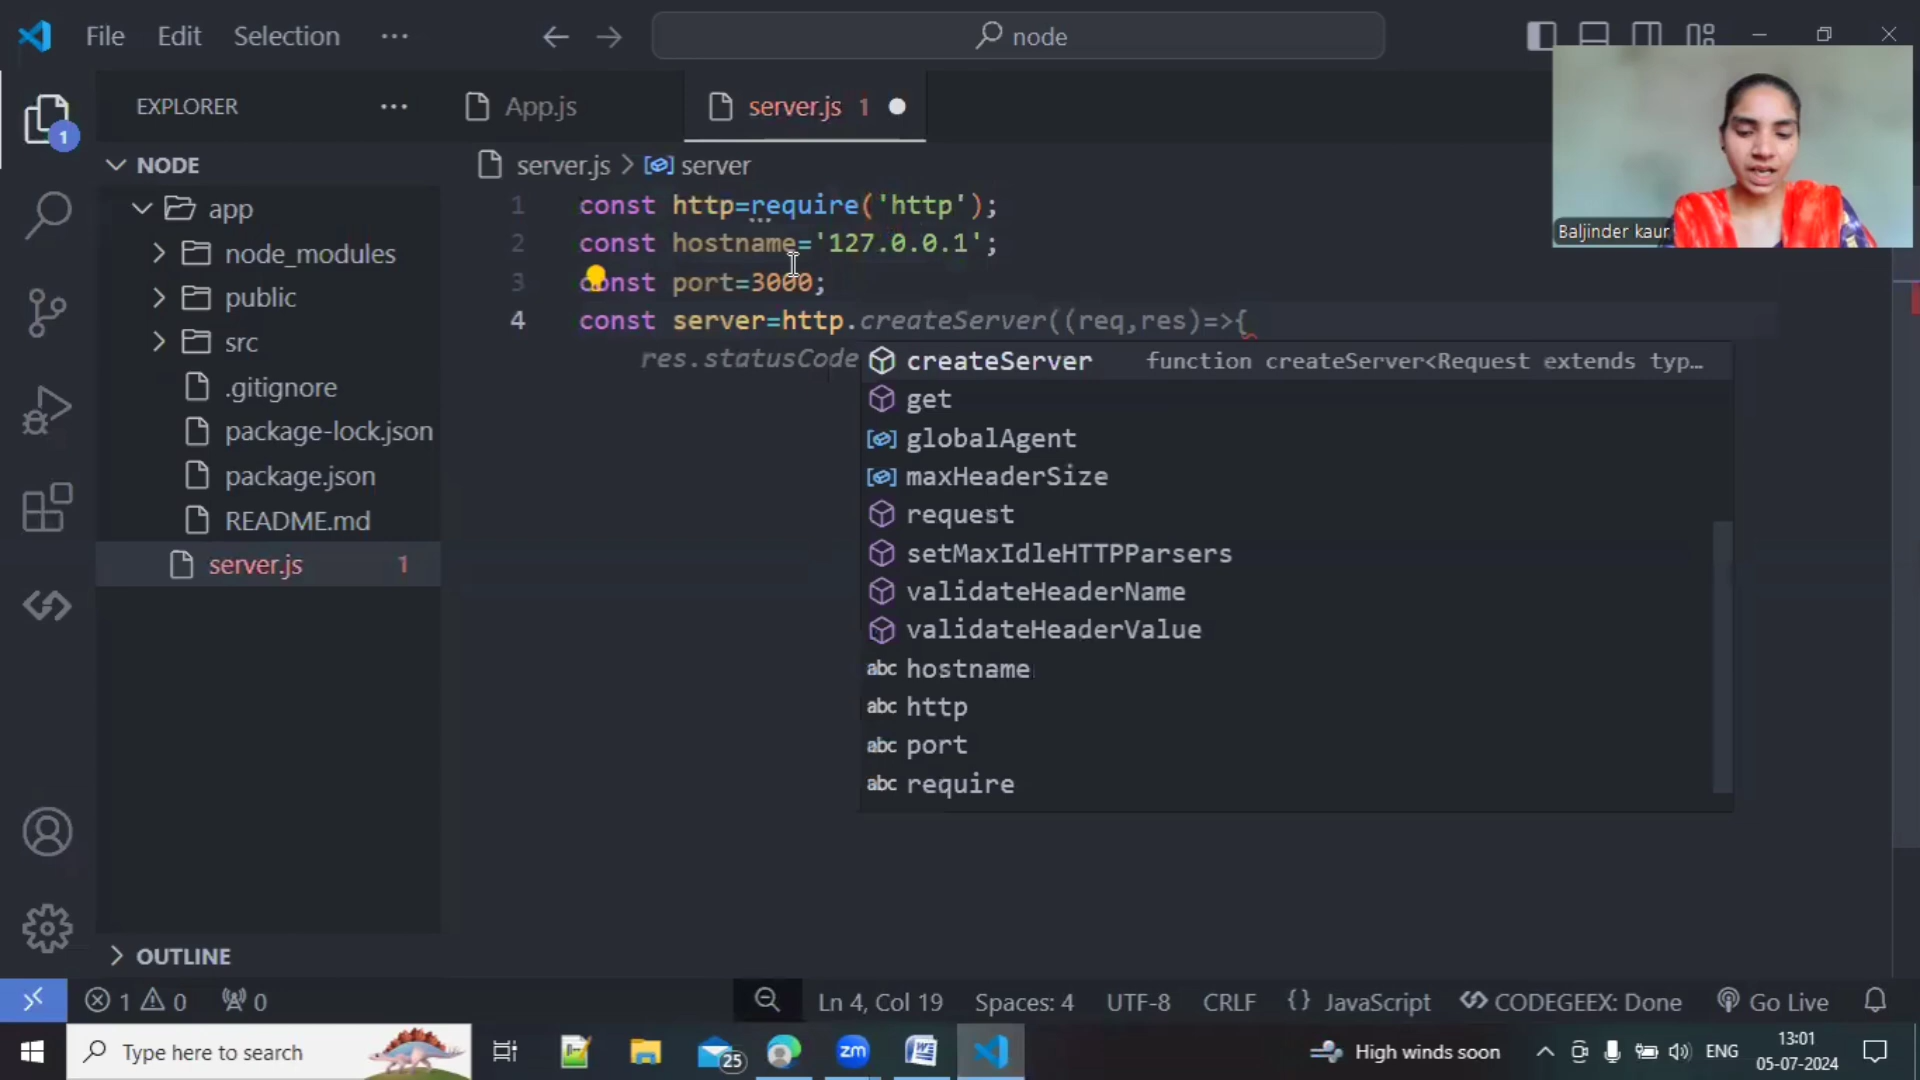 File Edit Selection ...
node
EXPLORER ...
App.js
server.js 1
1
NODE
server.js > server
app
node_modules
public
src
.gitignore
package-lock.json
package.json
README.md
server.js 1
1 const http=require('http');
2 const hostname='127.0.0.1';
3 const port=3000;
4 const server=http.createServer((req,res)=>{
res.statusCode
createServer function createServer<Request extends typ…
get
globalAgent
maxHeaderSize
request
setMaxIdleHTTPParsers
validateHeaderName
validateHeaderValue
abc hostname
abc http
abc port
abc require
Baljinder kaur
OUTLINE
1 0 0
Ln 4, Col 19 Spaces: 4 UTF-8 CRLF {} JavaScript CODEGEEX: Done Go Live
Type here to search
25
zm
High winds soon
ENG
13:01
05-07-2024